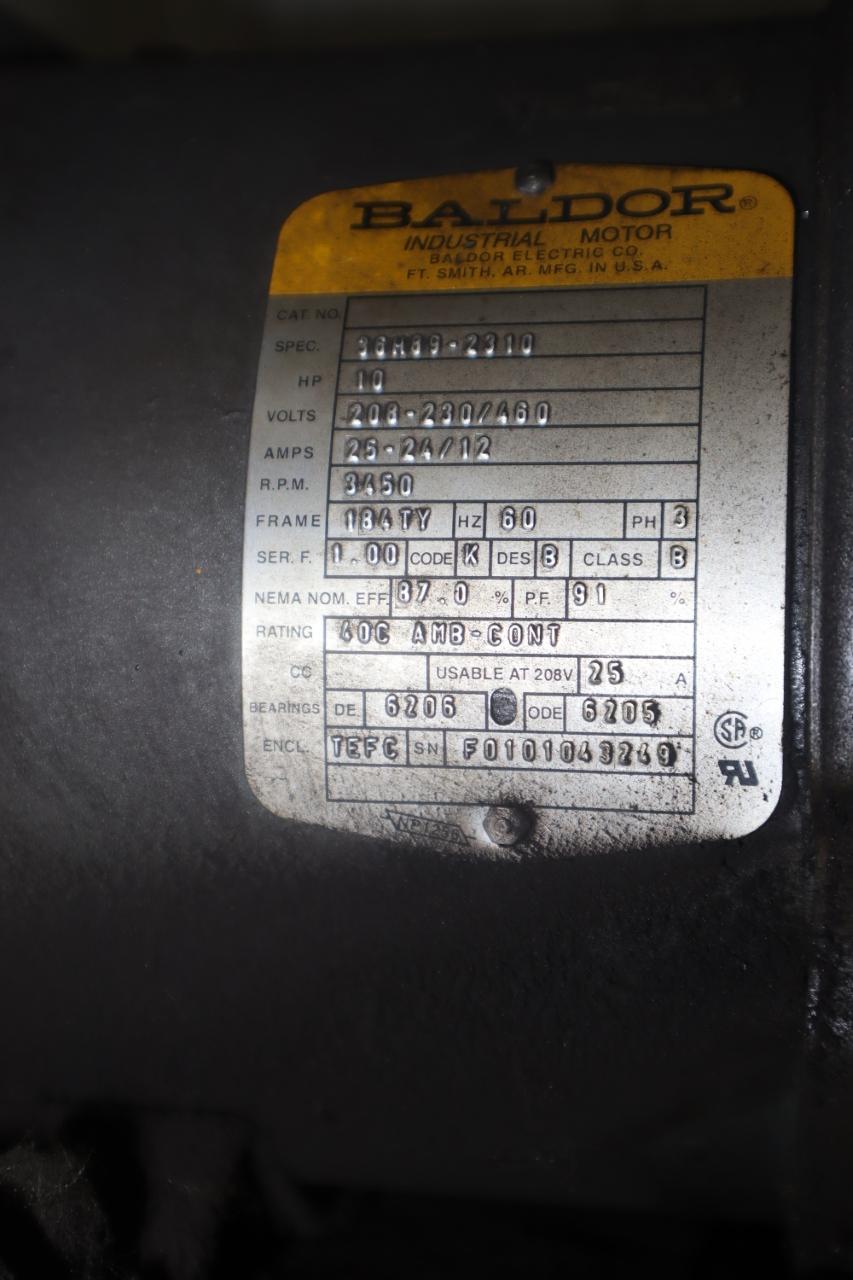 BALDOR®
INDUSTRIAL MOTOR
BALDOR ELECTRIC CO.
FT. SMITH, AR. MFG. IN U.S.A.
CAT. NO.
SPEC. 36H39-2310
HP 10
VOLTS 208-230/460
AMPS 25-24/12
R.P.M. 3450
FRAME 184TY HZ 60 PH 3
SER. F. 1.00 CODE K DES B CLASS B
NEMA NOM. EFF. 87.0 % P.F. 91 %
RATING 40C AMB-CONT
CC USABLE AT 208V 25 A
BEARINGS DE 6206 ODE 6205
ENCL. TEFC SN F0101043249
SA®